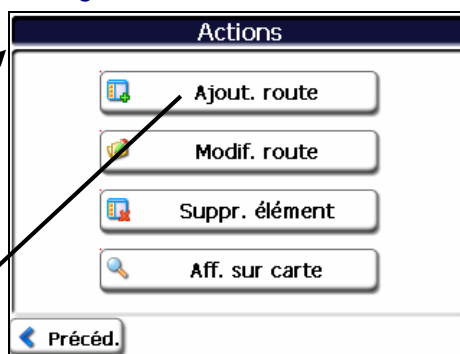 Actions
Ajout. route
Modif. route
Suppr. élément
Aff. sur carte
Précéd.